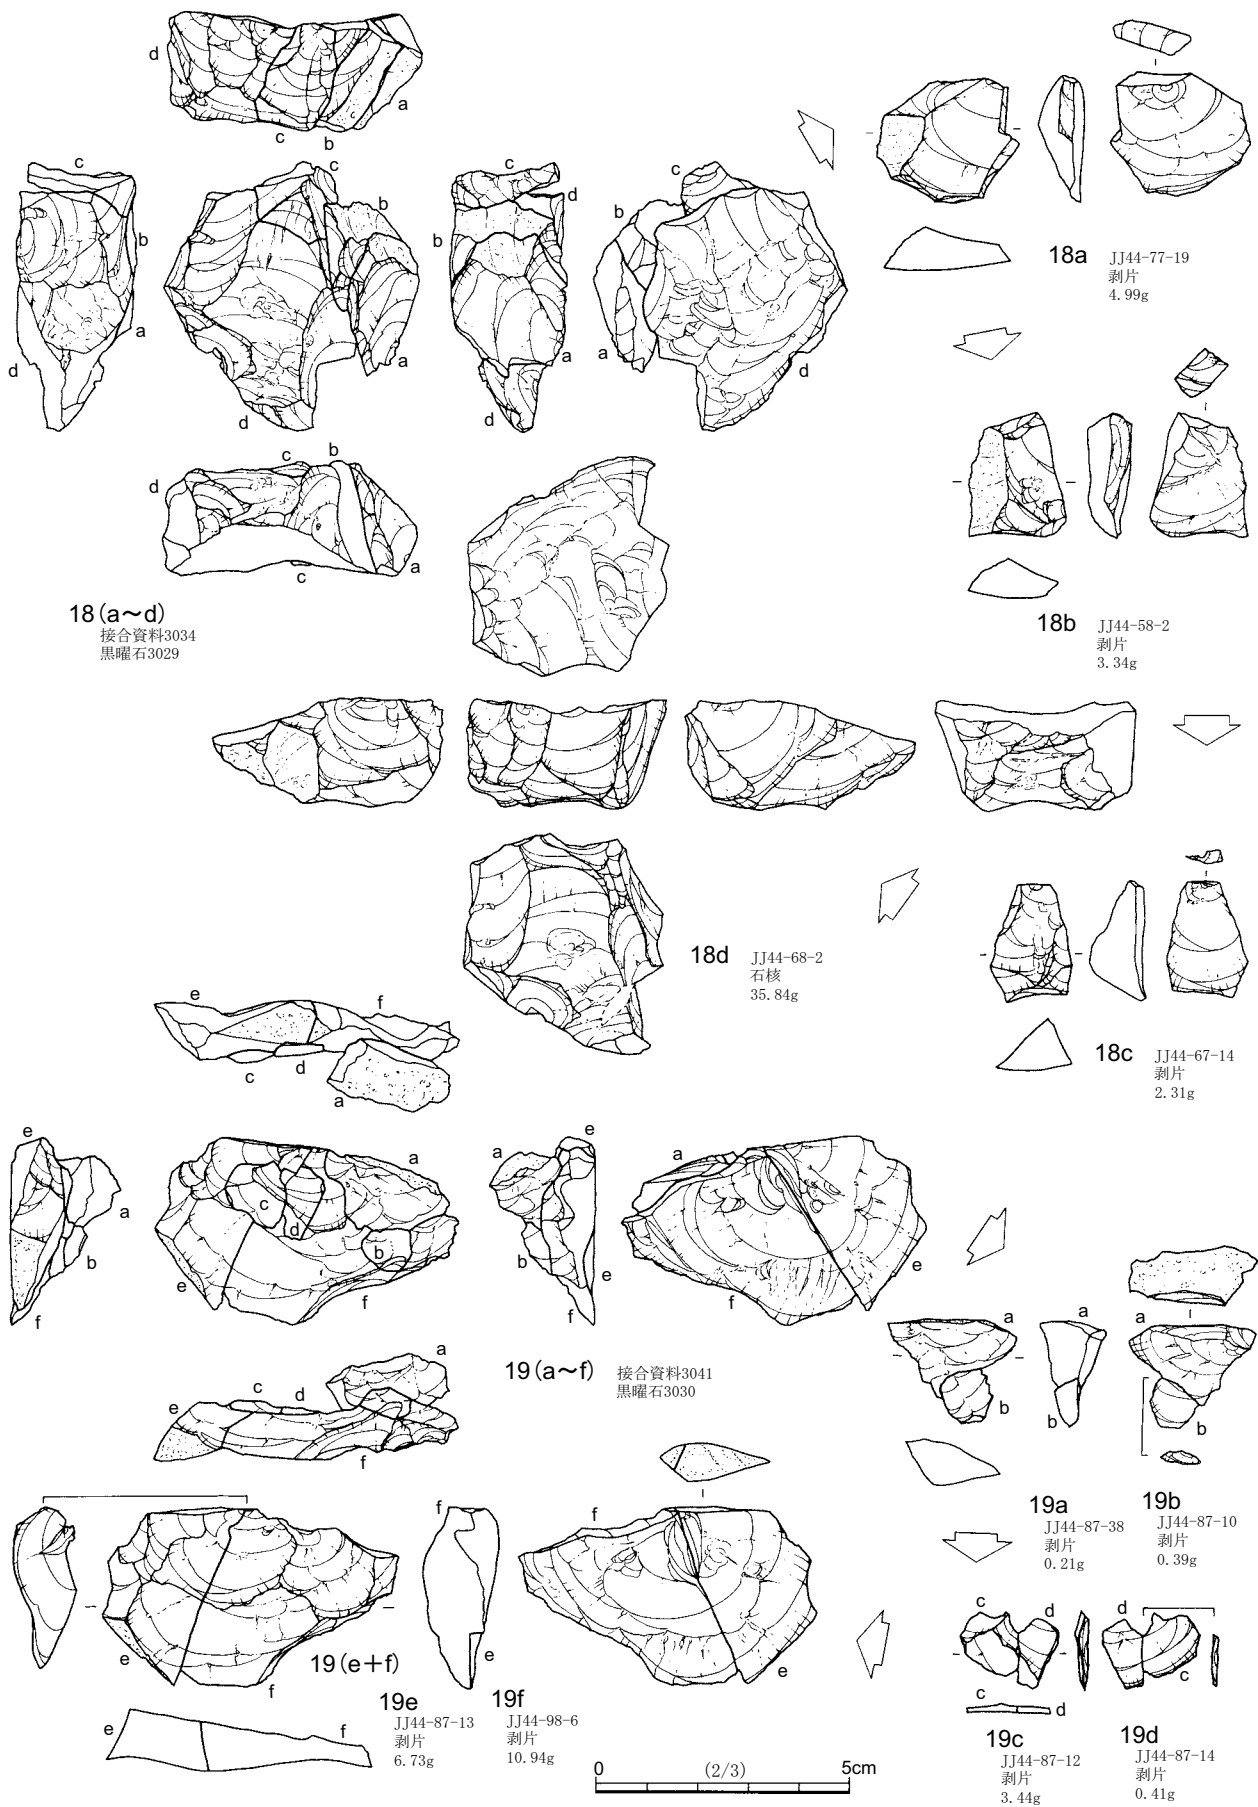 d
a
c
b
c
b
a
d
c
b
a
d
c
d
b
a
d
c
b
a
d
18a
JJ44-77-19
剥片
4.99g
d
c
b
c
a
18(a～d)
接合資料3034
黒曜石3029
18b
JJ44-58-2
剥片
3.34g
18d
JJ44-68-2
石核
35.84g
18c
JJ44-67-14
剥片
2.31g
e
f
c
d
a
e
a
b
f
a
c
d
b
e
f
e
a
b
e
f
a
f
e
19(a～f)
接合資料3041
黒曜石3030
a
c
d
e
f
a
b
a
b
a
b
19a
JJ44-87-38
剥片
0.21g
19b
JJ44-87-10
剥片
0.39g
e
f
19(e+f)
f
e
f
e
19e
JJ44-87-13
剥片
6.73g
19f
JJ44-98-6
剥片
10.94g
e
f
c
d
d
c
c
d
19c
JJ44-87-12
剥片
3.44g
19d
JJ44-87-14
剥片
0.41g
0
(2/3)
5cm